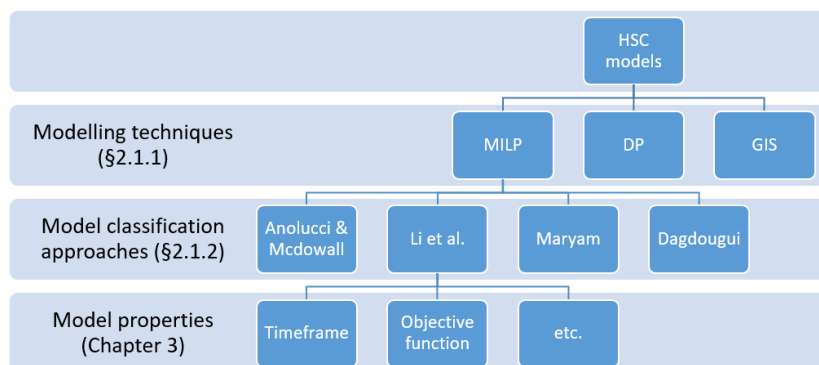 HSC
models
Modelling techniques
(§2.1.1)
MILP
DP
GIS
Model classification
approaches (§2.1.2)
Anolucci &
Mcdowall
Li et al.
Maryam
Dagdougui
Model properties
(Chapter 3)
Timeframe
Objective
function
etc.